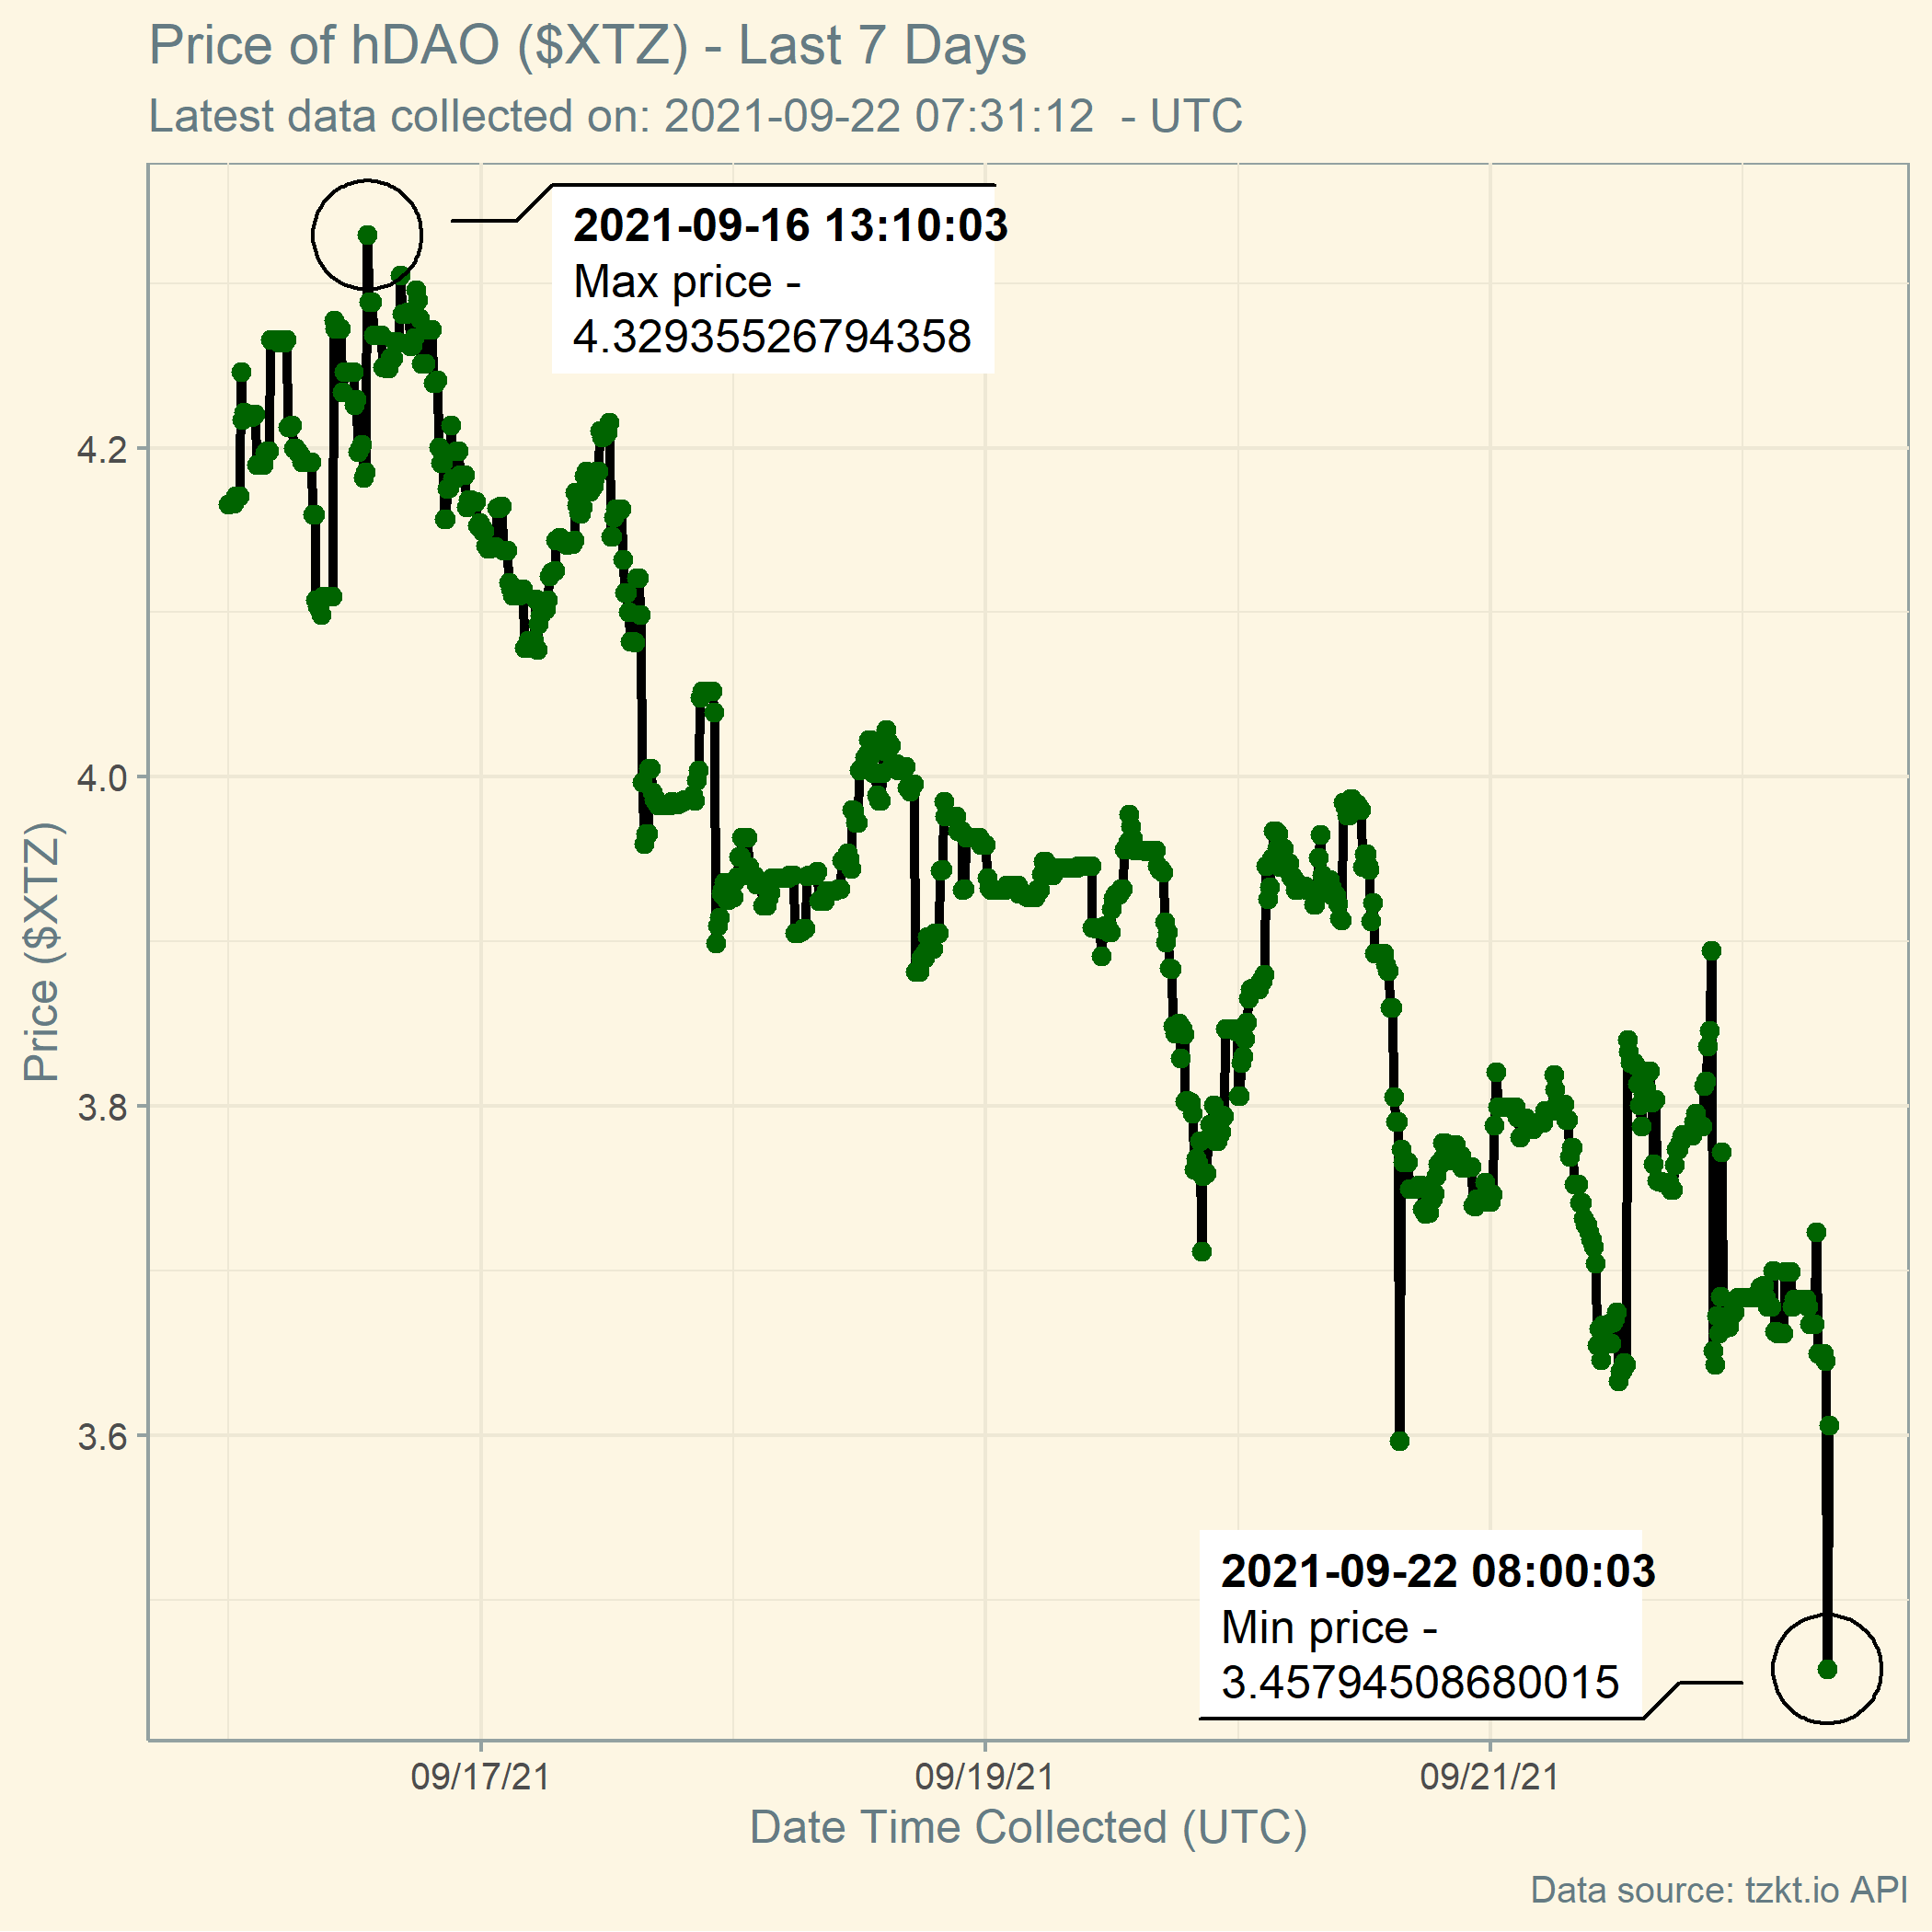 Price of hDAO ($XTZ) - Last 7 Days
Latest data collected on: 2021-09-22 07:31:12  - UTC
2021-09-16 13:10:03
Max price -
4.32935526794358
4.2
4.0
3.8
3.6
Price ($XTZ)
2021-09-22 08:00:03
Min price -
3.45794508680015
09/17/21
09/19/21
09/21/21
Date Time Collected (UTC)
Data source: tzkt.io API